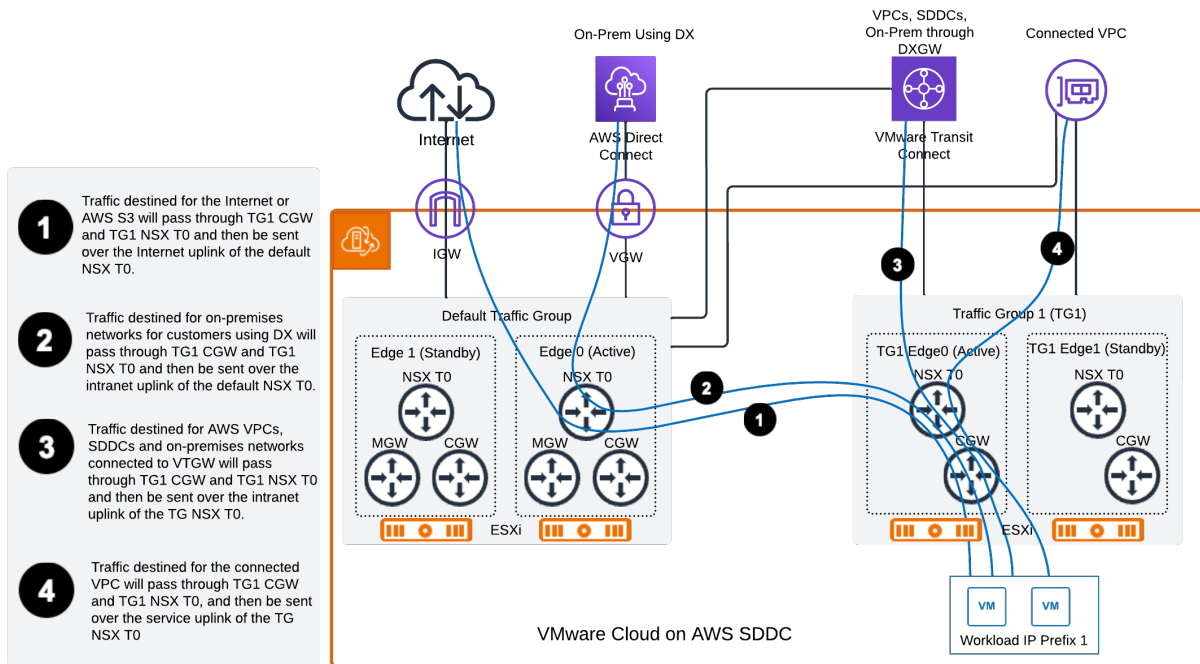 On-Prem Using DX
VPCs, SDDCs,
On-Prem through
DXGW
Connected VPC
Internet
AWS Direct
Connect
VMware Transit
Connect
1
Traffic destined for the Internet or
AWS S3 will pass through TG1 CGW
and TG1 NSX T0 and then be sent
over the Internet uplink of the default
NSX T0.
2
Traffic destined for on-premises
networks for customers using DX will
pass through TG1 CGW and TG1
NSX T0 and then be sent over the
intranet uplink of the default NSX T0.
3
Traffic destined for AWS VPCs,
SDDCs and on-premises networks
connected to VTGW will pass
through TG1 CGW and TG1 NSX T0
and then be sent over the intranet
uplink of the TG NSX T0.
4
Traffic destined for the connected
VPC will pass through TG1 CGW
and TG1 NSX T0, and then be sent
over the service uplink of the TG
NSX T0
IGW
VGW
3
4
Default Traffic Group
Edge 1 (Standby)
NSX T0
MGW
CGW
Edge 0 (Active)
NSX T0
MGW
CGW
ESXi
2
1
Traffic Group 1 (TG1)
TG1 Edge0 (Active)
NSX T0
CGW
TG1 Edge1 (Standby)
NSX T0
CGW
ESXi
VM
VM
Workload IP Prefix 1
VMware Cloud on AWS SDDC